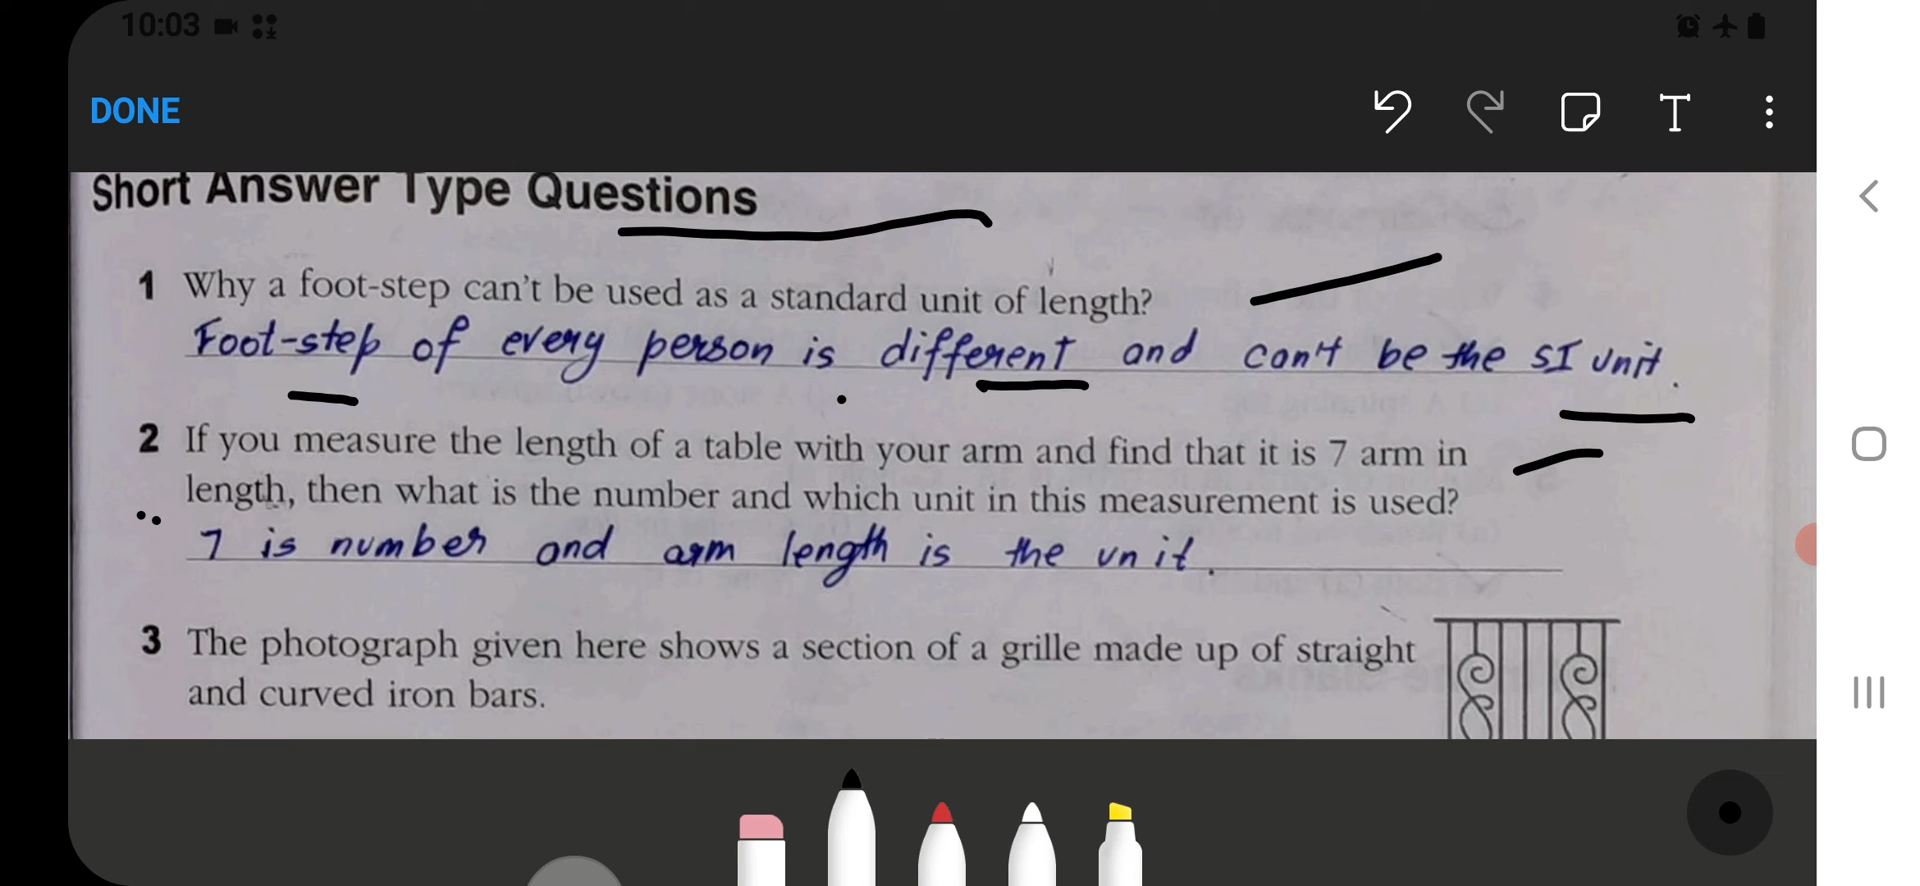 10:03
DONE
Short Answer Type Questions
1 Why a foot-step can't be used as a standard unit of length?
Foot-step of every person is different and can't be the SI unit.
2 If you measure the length of a table with your arm and find that it is 7 arm in
length, then what is the number and which unit in this measurement is used?
7 is number and arm length is the unit.
3 The photograph given here shows a section of a grille made up of straight
and curved iron bars.